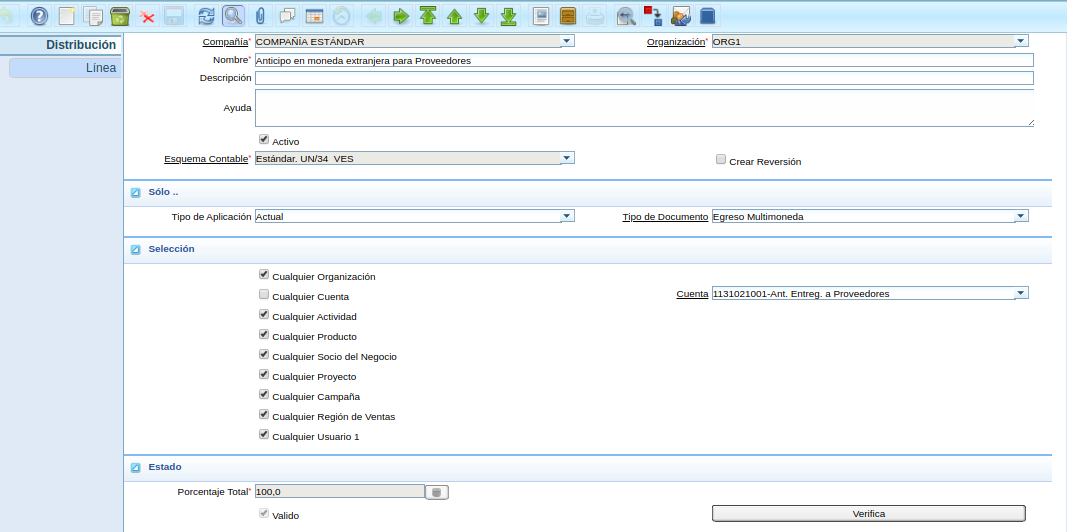 Distribución
Línea
Compañía* COMPAÑÍA ESTÁNDAR Organización* ORG1
Nombre* Anticipo en moneda extranjera para Proveedores
Descripción
Ayuda
Activo
Esquema Contable* Estándar. UN/34 VES Crear Reversión
Sólo ..
Tipo de Aplicación Actual Tipo de Documento Egreso Multimoneda
Selección
Cualquier Organización
Cualquier Cuenta Cuenta 1131021001-Ant. Entreg. a Proveedores
Cualquier Actividad
Cualquier Producto
Cualquier Socio del Negocio
Cualquier Proyecto
Cualquier Campaña
Cualquier Región de Ventas
Cualquier Usuario 1
Estado
Porcentaje Total* 100,0
Valido Verifica